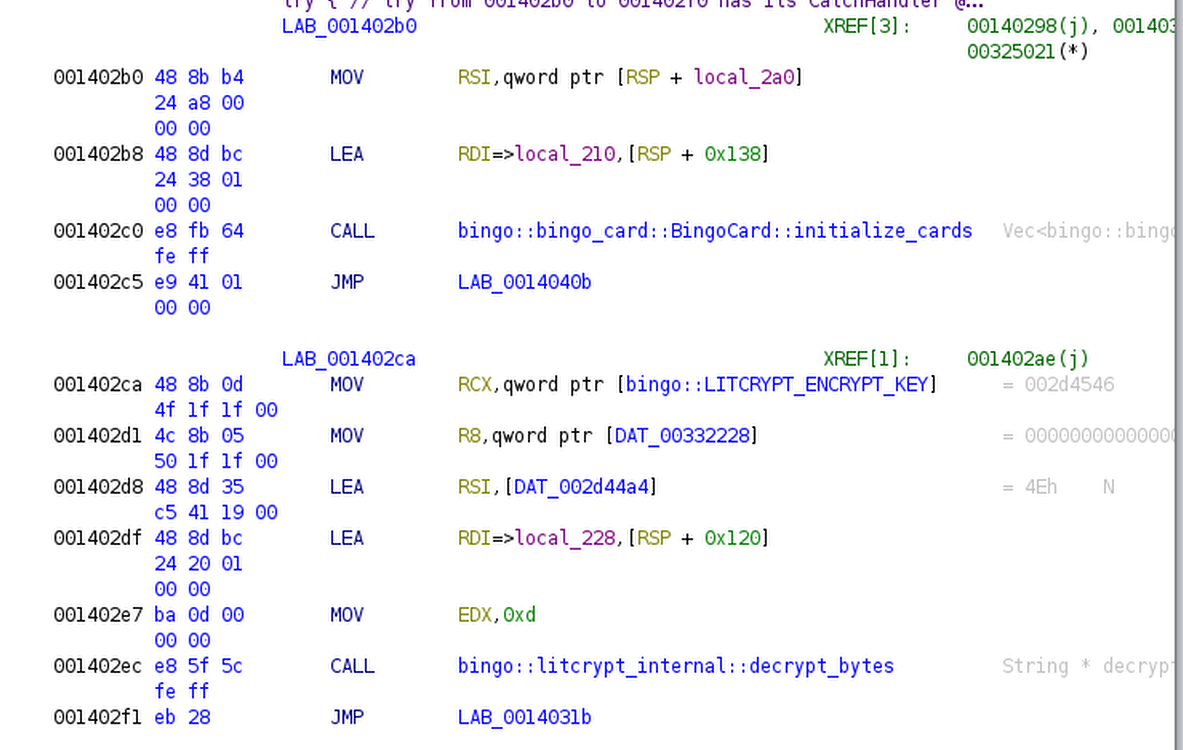 try { // try from 001402b0 to 001402f0 has its CatchHandler @...
LAB_001402b0 XREF[3]: 00140298(j), 001403
00325021(*)
001402b0 48 8b b4 MOV RSI,qword ptr [RSP + local_2a0]
24 a8 00
00 00
001402b8 48 8d bc LEA RDI=>local_210,[RSP + 0x138]
24 38 01
00 00
001402c0 e8 fb 64 CALL bingo::bingo_card::BingoCard::initialize_cards Vec<bingo::bingo
fe ff
001402c5 e9 41 01 JMP LAB_0014040b
00 00
LAB_001402ca XREF[1]: 001402ae(j)
001402ca 48 8b 0d MOV RCX,qword ptr [bingo::LITCRYPT_ENCRYPT_KEY] = 002d4546
4f 1f 1f 00
001402d1 4c 8b 05 MOV R8,qword ptr [DAT_00332228] = 00000000000000
50 1f 1f 00
001402d8 48 8d 35 LEA RSI,[DAT_002d44a4] = 4Eh N
c5 41 19 00
001402df 48 8d bc LEA RDI=>local_228,[RSP + 0x120]
24 20 01
00 00
001402e7 ba 0d 00 MOV EDX,0xd
00 00
001402ec e8 5f 5c CALL bingo::litcrypt_internal::decrypt_bytes String * decrypt
fe ff
001402f1 eb 28 JMP LAB_0014031b